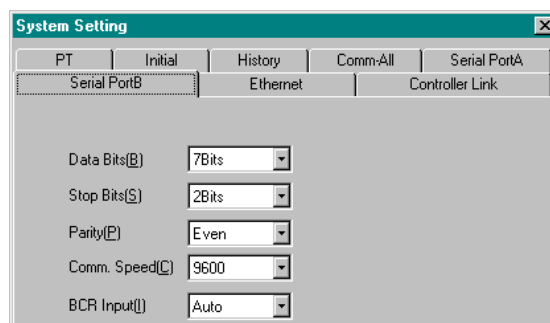 System Setting
PT Initial History Comm-All Serial PortA
Serial PortB Ethernet Controller Link
Data Bits(B) 7Bits
Stop Bits(S) 2Bits
Parity(P) Even
Comm. Speed(C) 9600
BCR Input(I) Auto